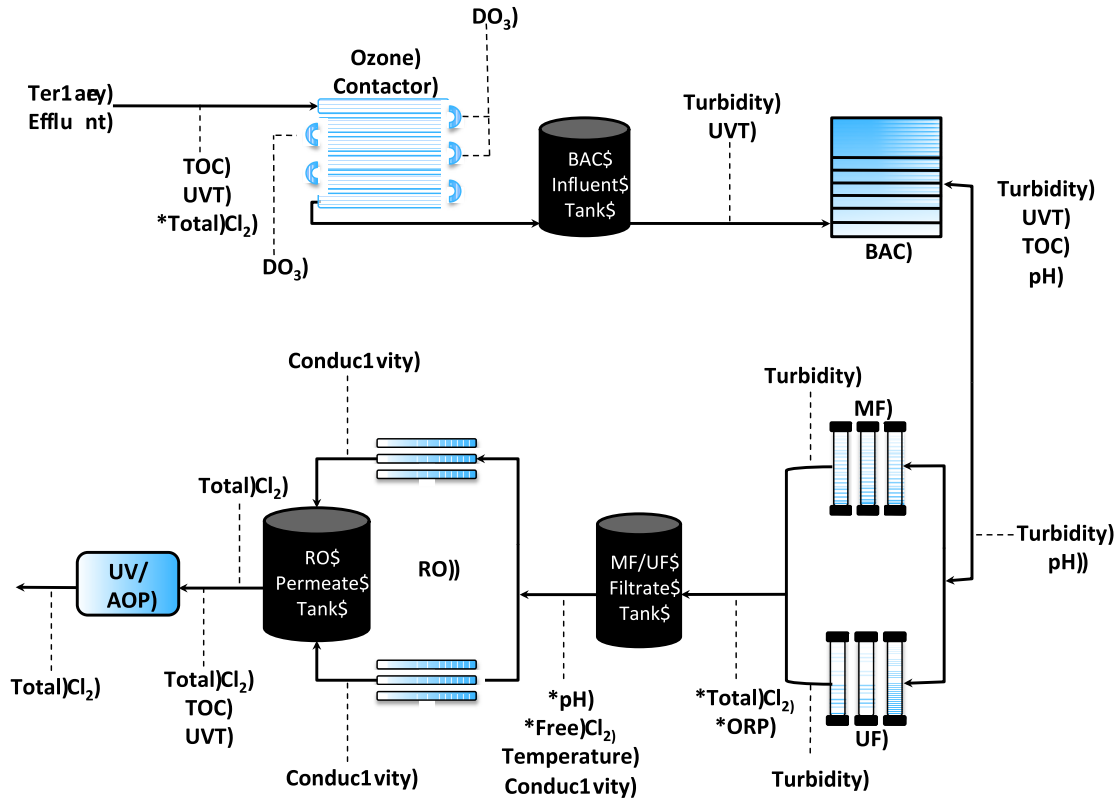 DO3)
Ozone)
Contactor)
Ter1 aey)
Efflu nt)
TOC)
UVT)
*Total)Cl2)
DO3)
BAC$
Influent$
Tank$
Turbidity)
UVT)
BAC)
Turbidity)
UVT)
TOC)
pH)
Conduc1vity)
Turbidity)
MF)
Total)Cl2)
RO$
Permeate$
Tank$
RO))
MF/UF$
Filtrate$
Tank$
Turbidity)
pH))
UV/
AOP)
Total)Cl2)
Total)Cl2)
TOC)
UVT)
*pH)
*Free)Cl2)
Temperature)
Conduc1vity)
*Total)Cl2)
*ORP)
UF)
Conduc1vity)
Turbidity)